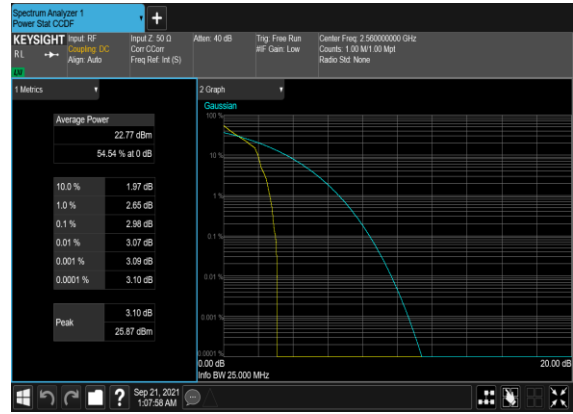 Spectrum Analyzer 1
Power Stat CCDF
+
KEYSIGHT
Input: RF
Coupling: DC
Align: Auto
Input Z: 50 Ω
Corr CCorr
Freq Ref: Int (S)
Atten: 40 dB
Trig: Free Run
#IF Gain: Low
Center Freq: 2.560000000 GHz
Counts: 1.00 M/1.00 Mpt
Radio Std: None
R L
LXI
1 Metrics
Average Power
22.77 dBm
54.54 % at 0 dB
10.0 % 1.97 dB
1.0 % 2.65 dB
0.1 % 2.98 dB
0.01 % 3.07 dB
0.001 % 3.09 dB
0.0001 % 3.10 dB
Peak
3.10 dB
25.87 dBm
2 Graph
Gaussian
100 %
10 %
1 %
0.1 %
0.01 %
0.001 %
0.0001 %
0.00 dB 20.00 dB
Info BW 25.000 MHz
?
Sep 21, 2021
1:07:58 AM